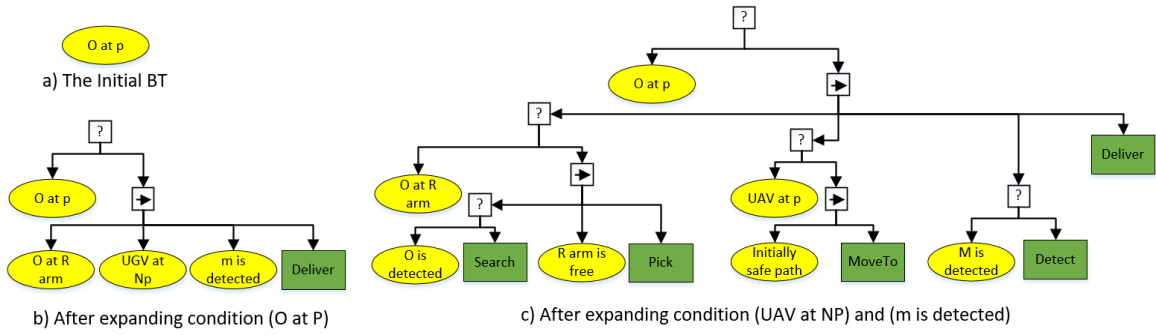 O at p
a) The Initial BT
?
O at p
O at R
arm
UGV at
Np
m is
detected
Deliver
b) After expanding condition (O at P)
?
O at p
?
O at R
arm
?
O is
detected
Search
R arm is
free
Pick
?
UAV at p
Initially
safe path
MoveTo
?
M is
detected
Detect
Deliver
c) After expanding condition (UAV at NP) and (m is detected)